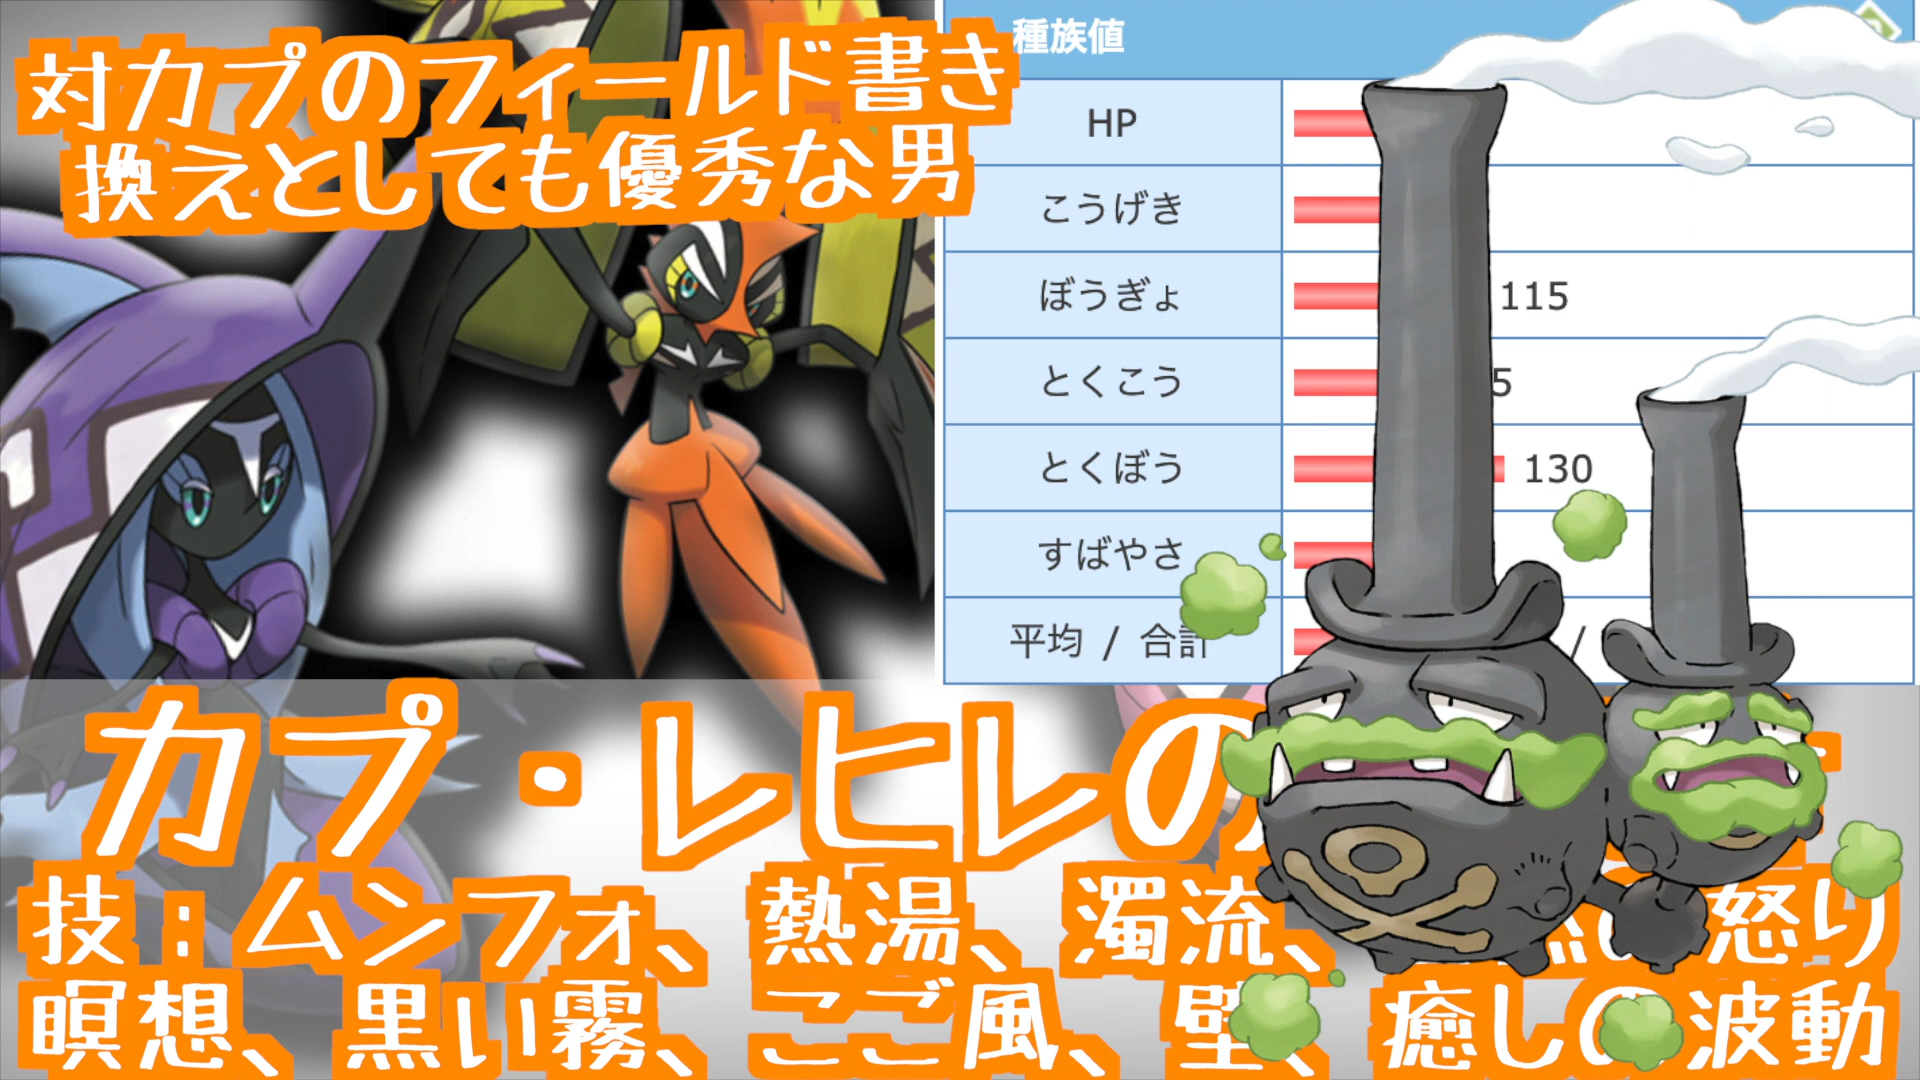 対カプのフィールド書き
換えとしても優秀な男
種族値
HP
こうげき
ぼうぎょ 115
とくこう 5
とくぼう 130
すばやさ
平均 / 合計 /
カプ・レヒレの
技：ムンフォ、熱湯、濁流、 怒り
瞑想、黒い霧、こご風、壁、癒しの波動